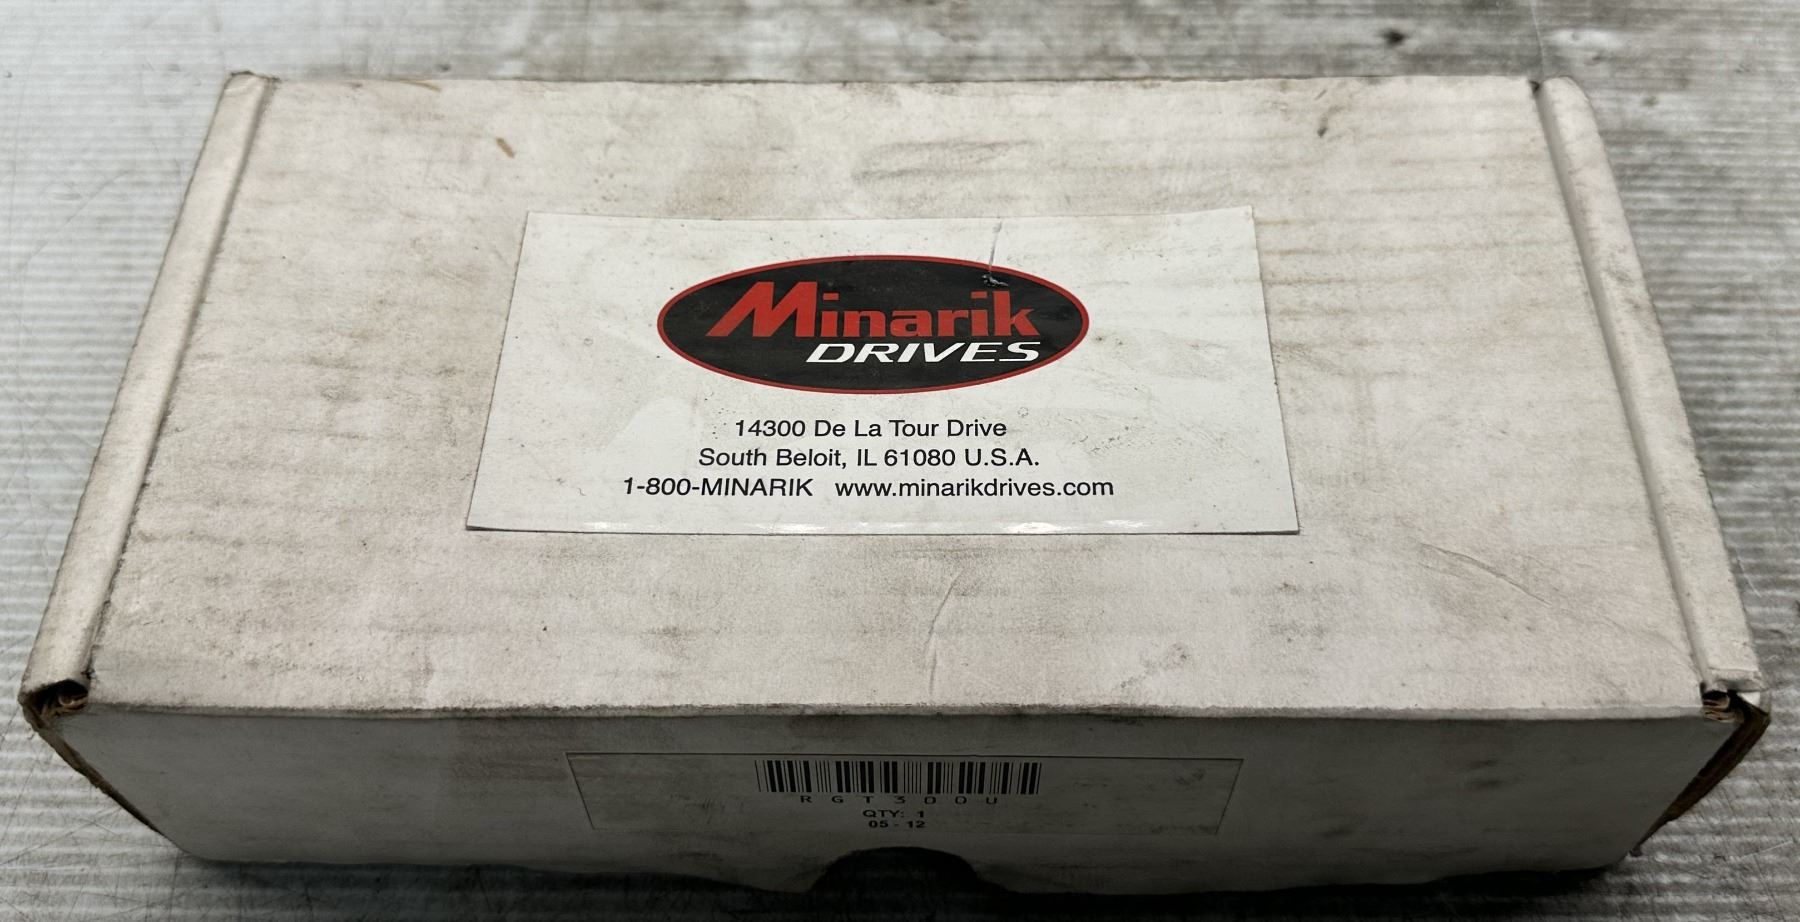 Minarik
DRIVES
14300 De La Tour Drive
South Beloit, IL 61080 U.S.A.
1-800-MINARIK www.minarikdrives.com
RGT300U
QTY: 1
05 - 12